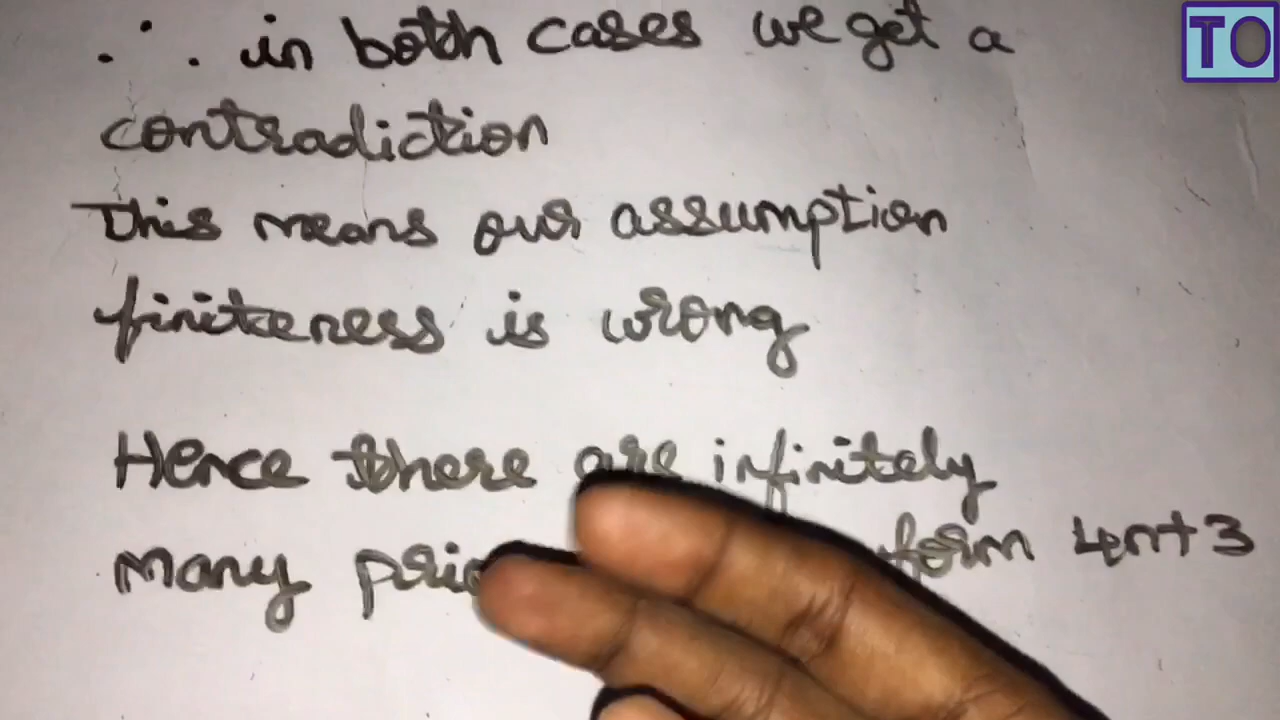 ∴ in both cases we get a
contradiction
This means our assumption
finiteness is wrong
Hence there are infinitely
many form 4n+3
TO